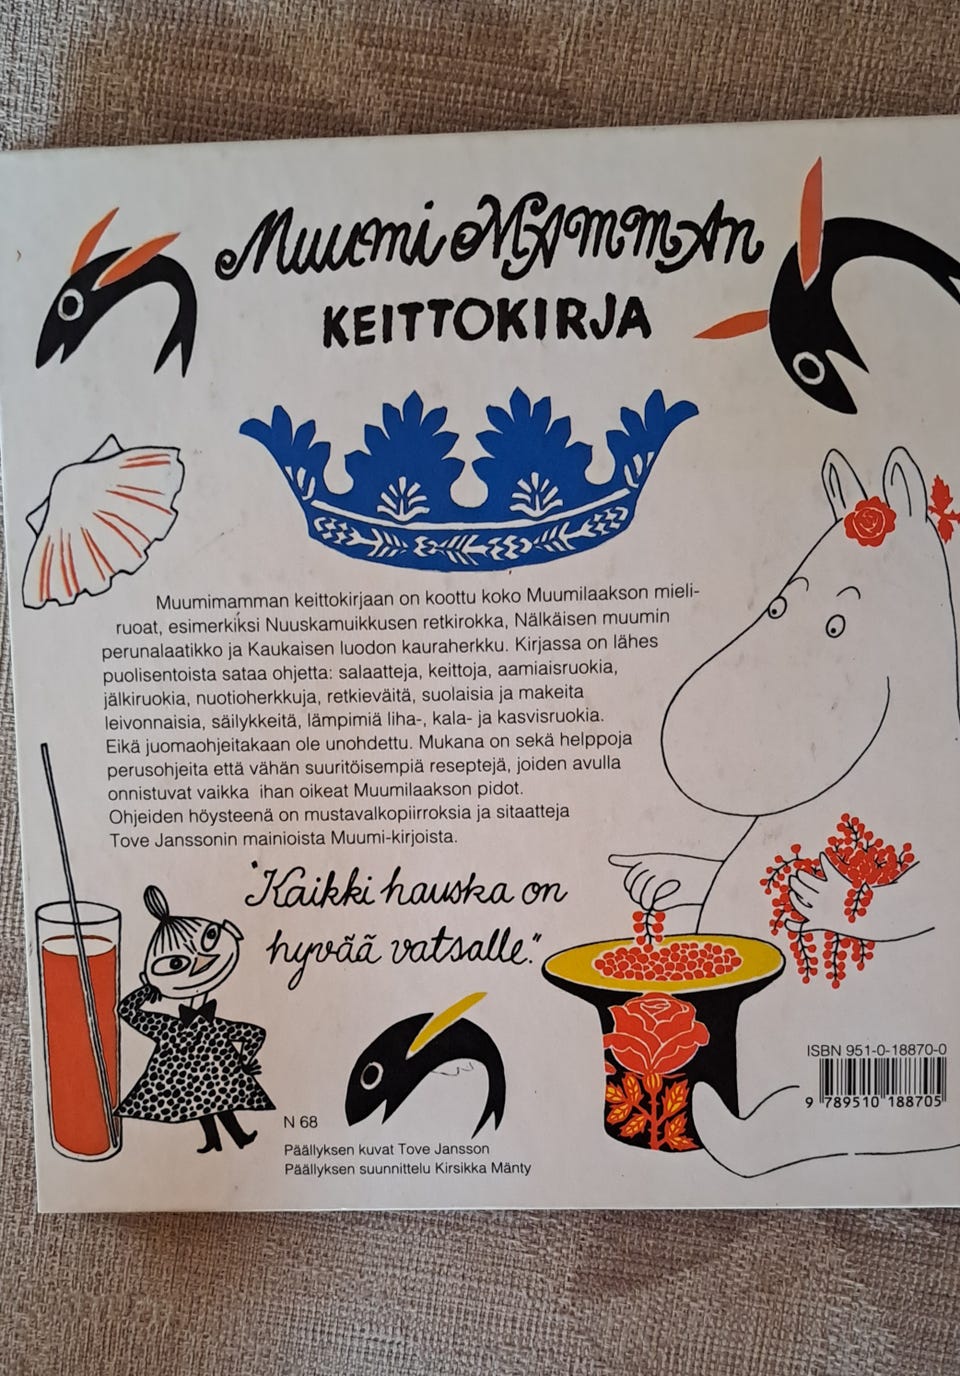 Muumi MAmmAn
KEITTOKIRJA
Muumimamman keittokirjaan on koottu koko Muumilaakson mieli-
ruoat, esimerkiksi Nuuskamuikkusen retkirokka, Nälkäisen muumin
perunalaatikko ja Kaukaisen luodon kauraherkku. Kirjassa on lähes
puolisentoista sataa ohjetta: salaatteja, keittoja, aamiaisruokia,
jälkiruokia, nuotioherkkuja, retkieväitä, suolaisia ja makeita
leivonnaisia, säilykkeitä, lämpimiä liha-, kala- ja kasvisruokia.
Eikä juomaohjeitakaan ole unohdettu. Mukana on sekä helppoja
perusohjeita että vähän suuritöisempiä reseptejä, joiden avulla
onnistuvat vaikka ihan oikeat Muumilaakson pidot.
Ohjeiden höysteenä on mustavalkopiirroksia ja sitaatteja
Tove Janssonin mainioista Muumi-kirjoista.
"Kaikki hauska on
hyvää vatsalle."
ISBN 951-0-18870-0
9 789510 188705
N 68
Päällyksen kuvat Tove Jansson
Päällyksen suunnittelu Kirsikka Mänty